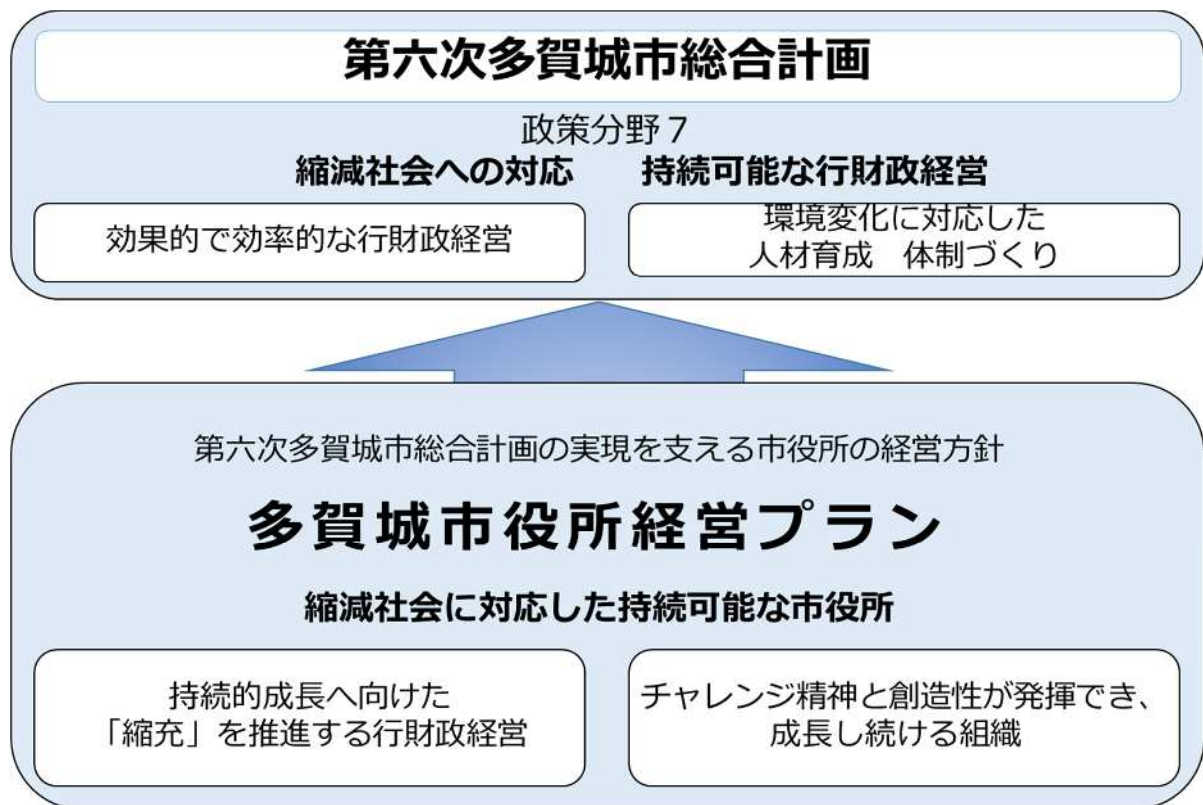 第六次多賀城市総合計画
政策分野７
縮減社会への対応　持続可能な行財政経営
効果的で効率的な行財政経営
環境変化に対応した
人材育成　体制づくり
第六次多賀城市総合計画の実現を支える市役所の経営方針
多賀城市役所経営プラン
縮減社会に対応した持続可能な市役所
持続的成長へ向けた
「縮充」を推進する行財政経営
チャレンジ精神と創造性が発揮でき、
成長し続ける組織